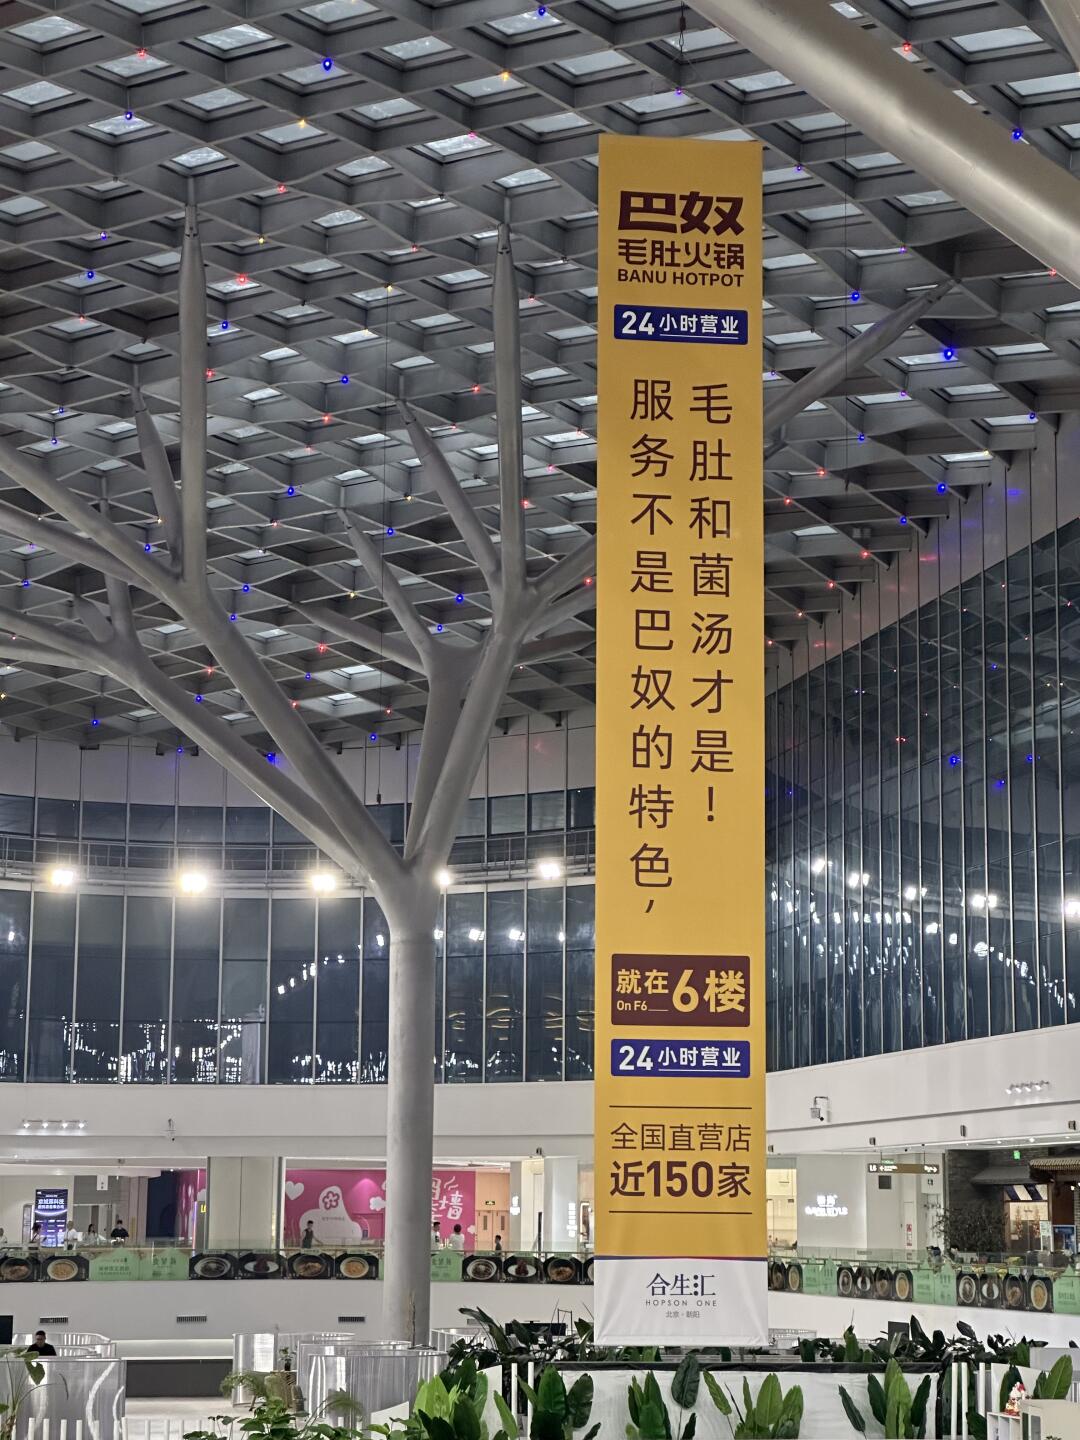 巴奴
毛肚火锅
BANU HOTPOT
24小时营业
毛肚和菌汤才是！
服务不是巴奴的特色，
就在6楼
On F6
24小时营业
全国直营店
近150家
合生汇
HOPSON ONE
北京·朝阳
L6